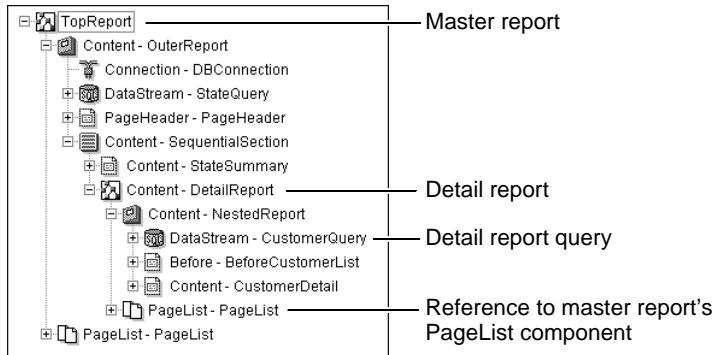 TopReport
Master report
Content - OuterReport
Connection - DBConnection
DataStream - StateQuery
PageHeader - PageHeader
Content - SequentialSection
Content - StateSummary
Content - DetailReport
Detail report
Content - NestedReport
DataStream - CustomerQuery
Detail report query
Before - BeforeCustomerList
Content - CustomerDetail
PageList - PageList
Reference to master report's
PageList component
PageList - PageList